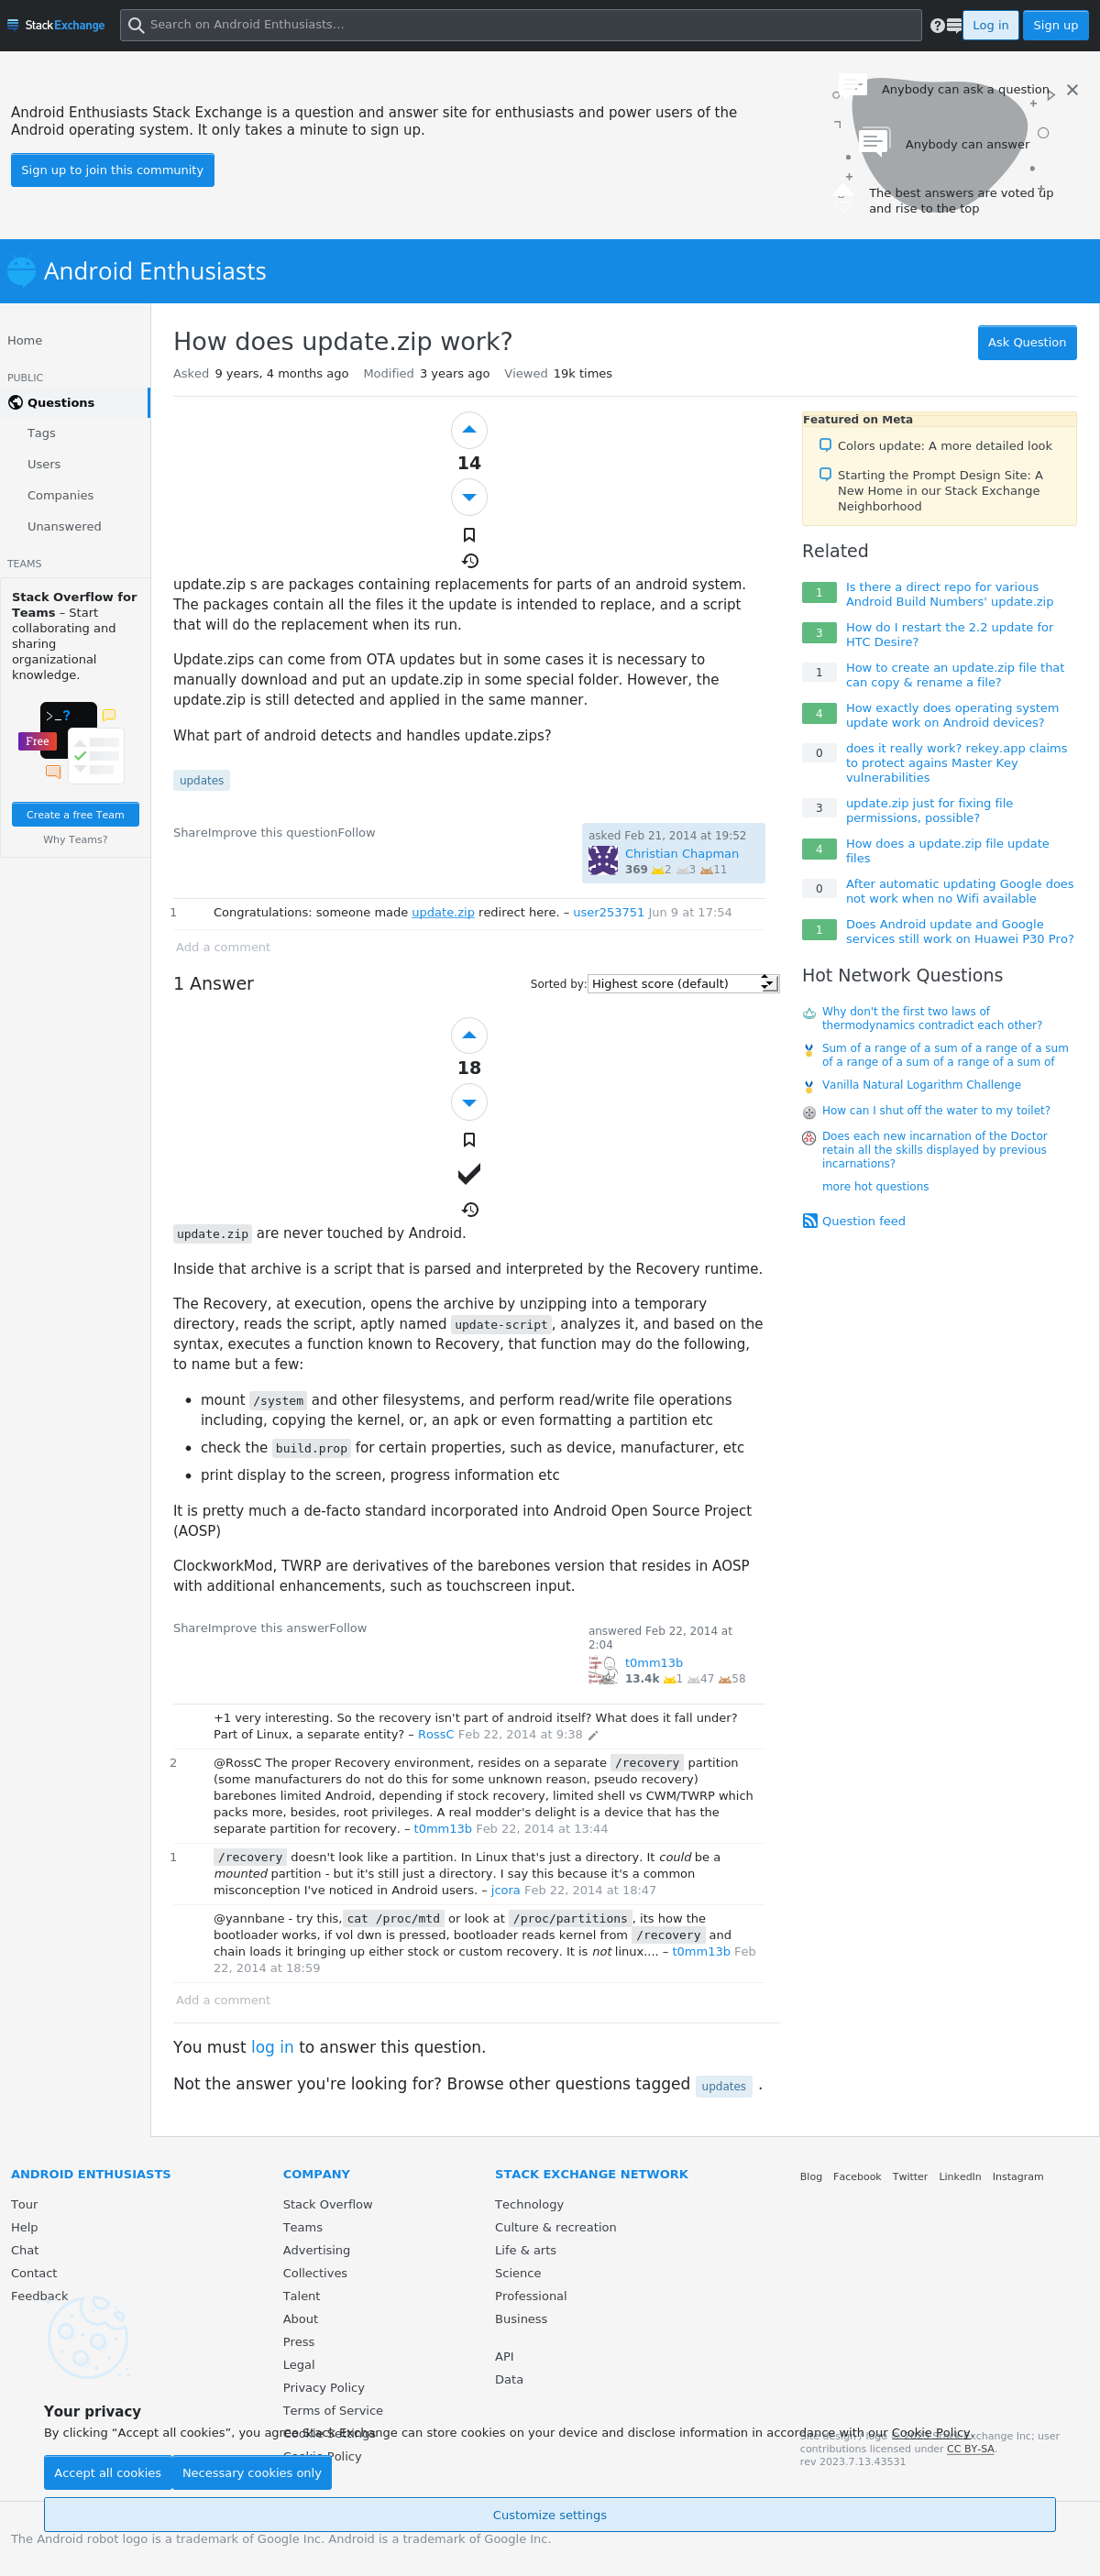 StackExchange
Search on Android Enthusiasts…
Log in
Sign up
Android Enthusiasts Stack Exchange is a question and answer site for enthusiasts and power users of the
Android operating system. It only takes a minute to sign up.
Sign up to join this community
Anybody can ask a question
Anybody can answer
The best answers are voted up
and rise to the top
Android Enthusiasts
Home
PUBLIC
Questions
Tags
Users
Companies
Unanswered
TEAMS
Stack Overflow for
Teams – Start
collaborating and
sharing
organizational
knowledge.
>_?
Free
Create a free Team
Why Teams?
How does update.zip work?
Ask Question
Asked 9 years, 4 months ago Modified 3 years ago Viewed 19k times
14
update.zip s are packages containing replacements for parts of an android system.
The packages contain all the files it the update is intended to replace, and a script
that will do the replacement when its run.
Update.zips can come from OTA updates but in some cases it is necessary to
manually download and put an update.zip in some special folder. However, the
update.zip is still detected and applied in the same manner.
What part of android detects and handles update.zips?
updates
ShareImprove this questionFollow
asked Feb 21, 2014 at 19:52
Christian Chapman
369 2 3 11
1 Congratulations: someone made update.zip redirect here. – user253751 Jun 9 at 17:54
Add a comment
1 Answer
Sorted by: Highest score (default)
18
update.zip are never touched by Android.
Inside that archive is a script that is parsed and interpreted by the Recovery runtime.
The Recovery, at execution, opens the archive by unzipping into a temporary
directory, reads the script, aptly named update-script, analyzes it, and based on the
syntax, executes a function known to Recovery, that function may do the following,
to name but a few:
• mount /system and other filesystems, and perform read/write file operations
including, copying the kernel, or, an apk or even formatting a partition etc
• check the build.prop for certain properties, such as device, manufacturer, etc
• print display to the screen, progress information etc
It is pretty much a de-facto standard incorporated into Android Open Source Project
(AOSP)
ClockworkMod, TWRP are derivatives of the barebones version that resides in AOSP
with additional enhancements, such as touchscreen input.
ShareImprove this answerFollow
answered Feb 22, 2014 at
2:04
t0mm13b
13.4k 1 47 58
+1 very interesting. So the recovery isn't part of android itself? What does it fall under?
Part of Linux, a separate entity? – RossC Feb 22, 2014 at 9:38
2 @RossC The proper Recovery environment, resides on a separate /recovery partition
(some manufacturers do not do this for some unknown reason, pseudo recovery)
barebones limited Android, depending if stock recovery, limited shell vs CWM/TWRP which
packs more, besides, root privileges. A real modder's delight is a device that has the
separate partition for recovery. – t0mm13b Feb 22, 2014 at 13:44
1 /recovery doesn't look like a partition. In Linux that's just a directory. It could be a
mounted partition - but it's still just a directory. I say this because it's a common
misconception I've noticed in Android users. – jcora Feb 22, 2014 at 18:47
@yannbane - try this, cat /proc/mtd or look at /proc/partitions, its how the
bootloader works, if vol dwn is pressed, bootloader reads kernel from /recovery and
chain loads it bringing up either stock or custom recovery. It is not linux.... – t0mm13b Feb
22, 2014 at 18:59
Add a comment
You must log in to answer this question.
Not the answer you're looking for? Browse other questions tagged updates .
Featured on Meta
Colors update: A more detailed look
Starting the Prompt Design Site: A
New Home in our Stack Exchange
Neighborhood
Related
1 Is there a direct repo for various
Android Build Numbers' update.zip
3 How do I restart the 2.2 update for
HTC Desire?
1 How to create an update.zip file that
can copy & rename a file?
4 How exactly does operating system
update work on Android devices?
0 does it really work? rekey.app claims
to protect agains Master Key
vulnerabilities
3 update.zip just for fixing file
permissions, possible?
4 How does a update.zip file update
files
0 After automatic updating Google does
not work when no Wifi available
1 Does Android update and Google
services still work on Huawei P30 Pro?
Hot Network Questions
Why don't the first two laws of
thermodynamics contradict each other?
Sum of a range of a sum of a range of a sum
of a range of a sum of a range of a sum of
Vanilla Natural Logarithm Challenge
How can I shut off the water to my toilet?
Does each new incarnation of the Doctor
retain all the skills displayed by previous
incarnations?
more hot questions
Question feed
ANDROID ENTHUSIASTS
Tour
Help
Chat
Contact
Feedback
COMPANY
Stack Overflow
Teams
Advertising
Collectives
Talent
About
Press
Legal
Privacy Policy
Terms of Service
Cookie Settings
Cookie Policy
STACK EXCHANGE NETWORK
Technology
Culture & recreation
Life & arts
Science
Professional
Business
API
Data
Blog Facebook Twitter LinkedIn Instagram
Site design / logo © 2023 Stack Exchange Inc; user
contributions licensed under CC BY-SA.
rev 2023.7.13.43531
Your privacy
By clicking “Accept all cookies”, you agree Stack Exchange can store cookies on your device and disclose information in accordance with our Cookie Policy.
Accept all cookies
Necessary cookies only
Customize settings
The Android robot logo is a trademark of Google Inc. Android is a trademark of Google Inc.